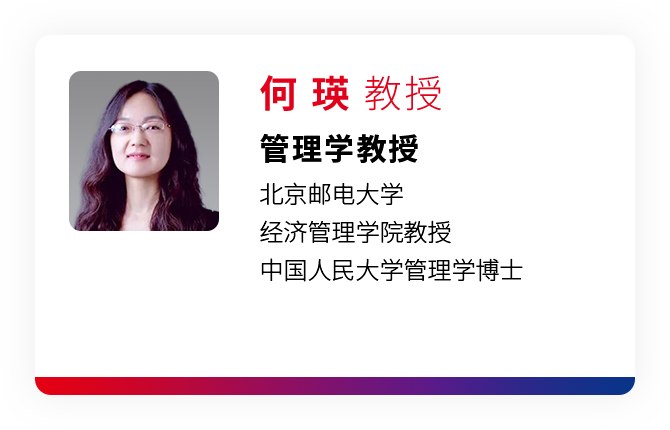 何 瑛 教授
管理学教授
北京邮电大学
经济管理学院教授
中国人民大学管理学博士